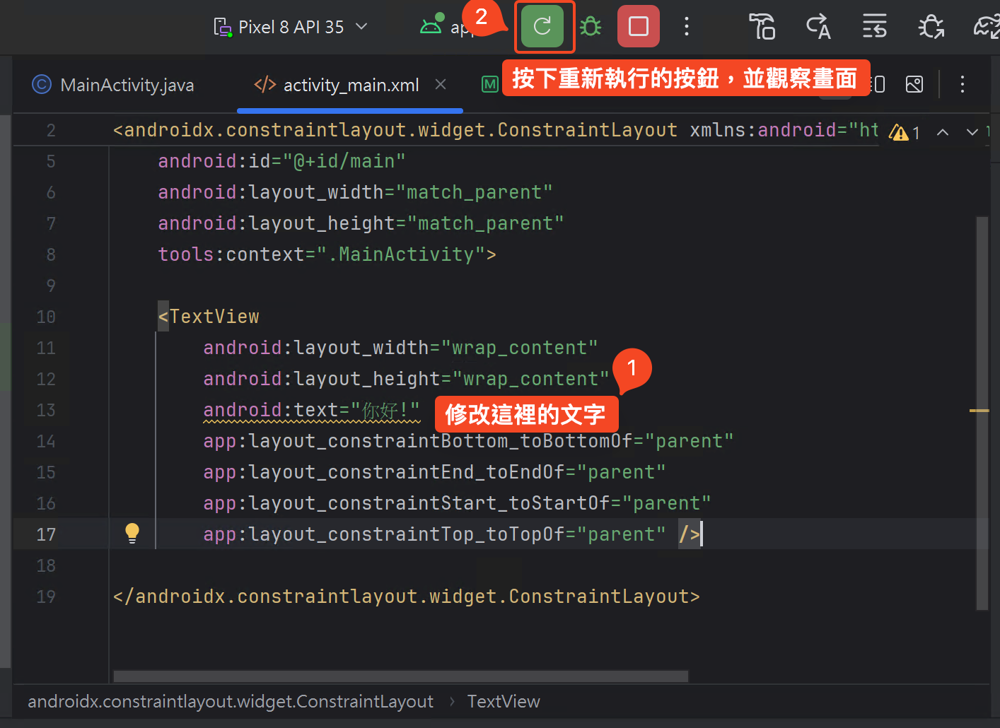 Pixel 8 API 35
ap
2
按下重新執行的按鈕，並觀察畫面
MainActivity.java
activity_main.xml
M
2 <androidx.constraintlayout.widget.ConstraintLayout xmlns:android="ht
1
5 android:id="@+id/main"
6 android:layout_width="match_parent"
7 android:layout_height="match_parent"
8 tools:context=".MainActivity">
9
10 <TextView
11 android:layout_width="wrap_content"
12 android:layout_height="wrap_content"
1
13 android:text="你好!"
修改這裡的文字
14 app:layout_constraintBottom_toBottomOf="parent"
15 app:layout_constraintEnd_toEndOf="parent"
16 app:layout_constraintStart_toStartOf="parent"
17 app:layout_constraintTop_toTopOf="parent" />
18
19 </androidx.constraintlayout.widget.ConstraintLayout>
androidx.constraintlayout.widget.ConstraintLayout › TextView